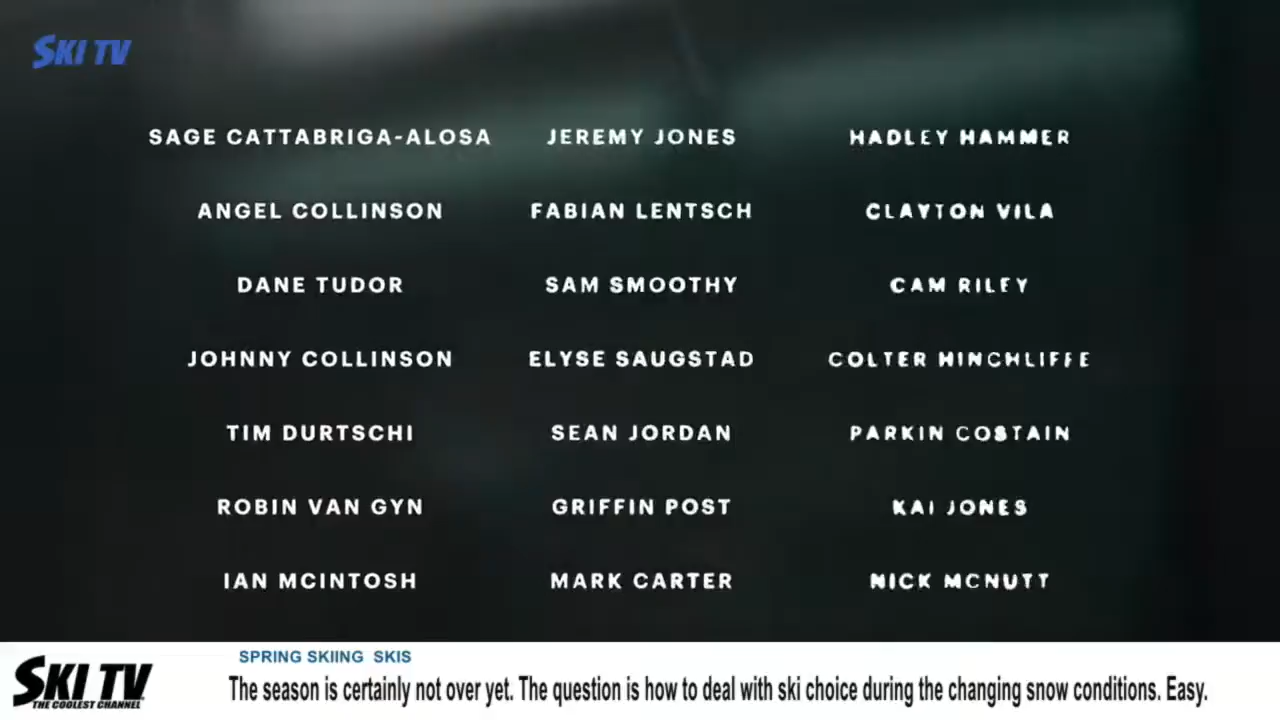 SKI TV
SAGE CATTABRIGA-ALOSA JEREMY JONES HADLEY HAMMER
ANGEL COLLINSON FABIAN LENTSCH CLAYTON VILA
DANE TUDOR SAM SMOOTHY CAM RILEY
JOHNNY COLLINSON ELYSE SAUGSTAD COLTER HINCHLIFFE
TIM DURTSCHI SEAN JORDAN PARKIN COSTAIN
ROBIN VAN GYN GRIFFIN POST KAI JONES
IAN MCINTOSH MARK CARTER NICK MCNUTT
SPRING SKIING SKIS
SKI TV
THE COOLEST CHANNEL
The season is certainly not over yet. The question is how to deal with ski choice during the changing snow conditions. Easy.